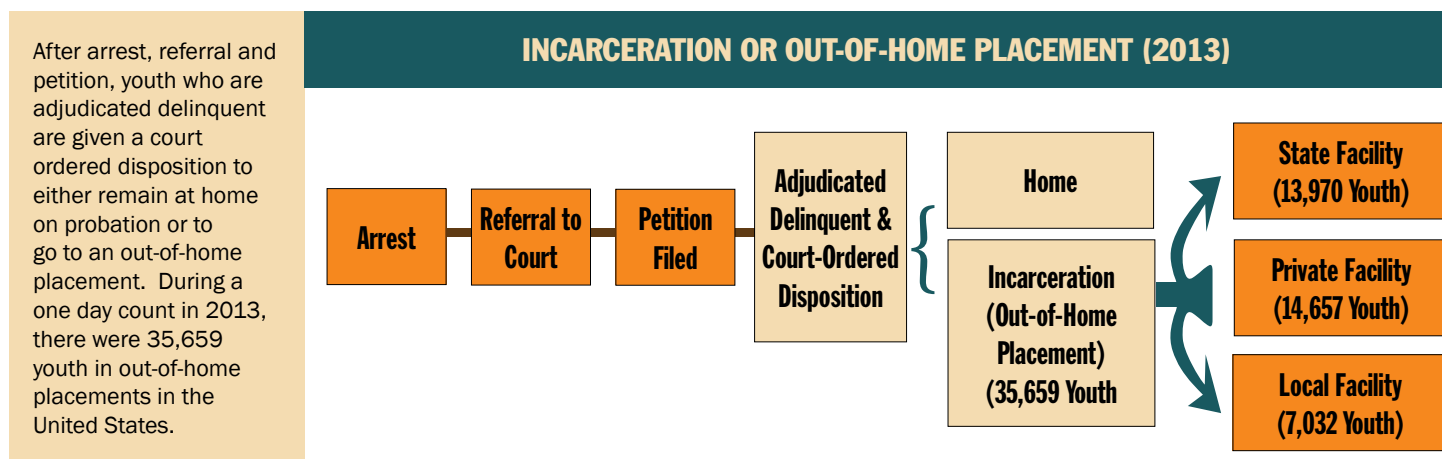 After arrest, referral and
petition, youth who are
adjudicated delinquent
are given a court
ordered disposition to
either remain at home
on probation or to
go to an out-of-home
placement.  During a
one day count in 2013,
there were 35,659
youth in out-of-home
placements in the
United States.
INCARCERATION OR OUT-OF-HOME PLACEMENT (2013)
Arrest
Referral to
Court
Petition
Filed
Adjudicated
Delinquent &
Court-Ordered
Disposition
Home
Incarceration
(Out-of-Home
Placement)
(35,659 Youth
State Facility
(13,970 Youth)
Private Facility
(14,657 Youth)
Local Facility
(7,032 Youth)